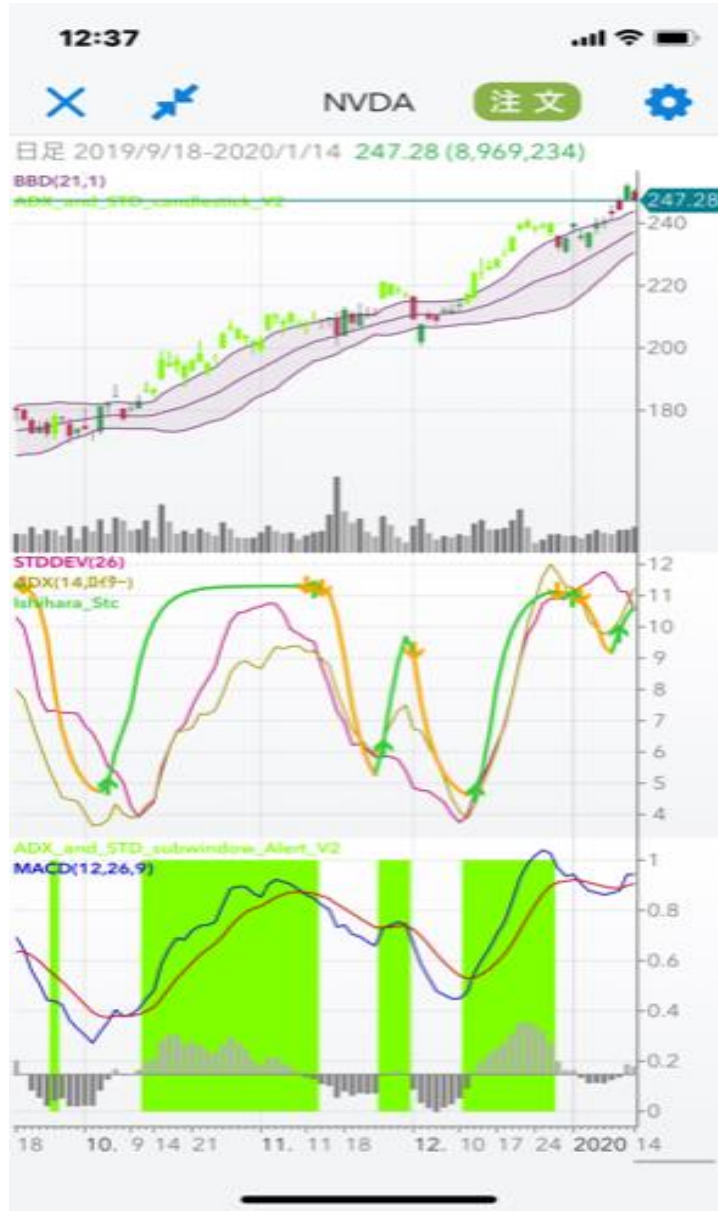 12:37
NVDA 注文
日足 2019/9/18-2020/1/14 247.28 (8,969,234)
BBD(21,1)
ADX_and_STD_candlestick_V2
247.28
240
220
200
180
STDDEV(26)
ADX(14,
Ishihara_Stc
12
11
10
9
8
7
6
5
4
ADX_and_STD_subwindow_Alert_V2
MACD(12,26,9)
1
0.8
0.6
0.4
0.2
0
18 10. 9 14 21 11. 11 18 12. 10 17 24 2020 14